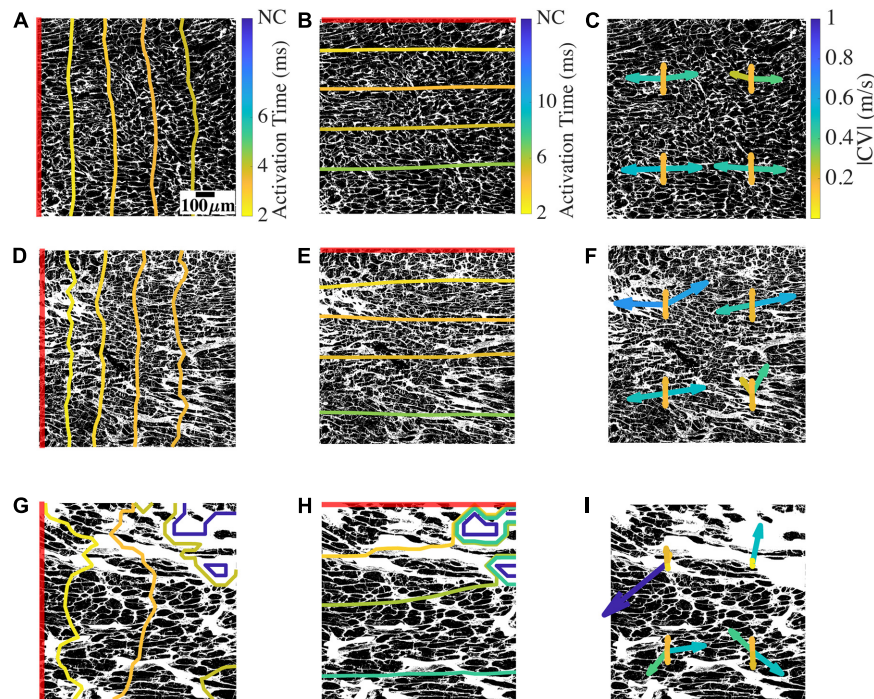 A
B
C
NC
6
4
2
Activation Time (ms)
100μm
NC
10
6
2
Activation Time (ms)
1
0.8
0.6
0.4
0.2
|CV| (m/s)
D
E
F
G
H
I